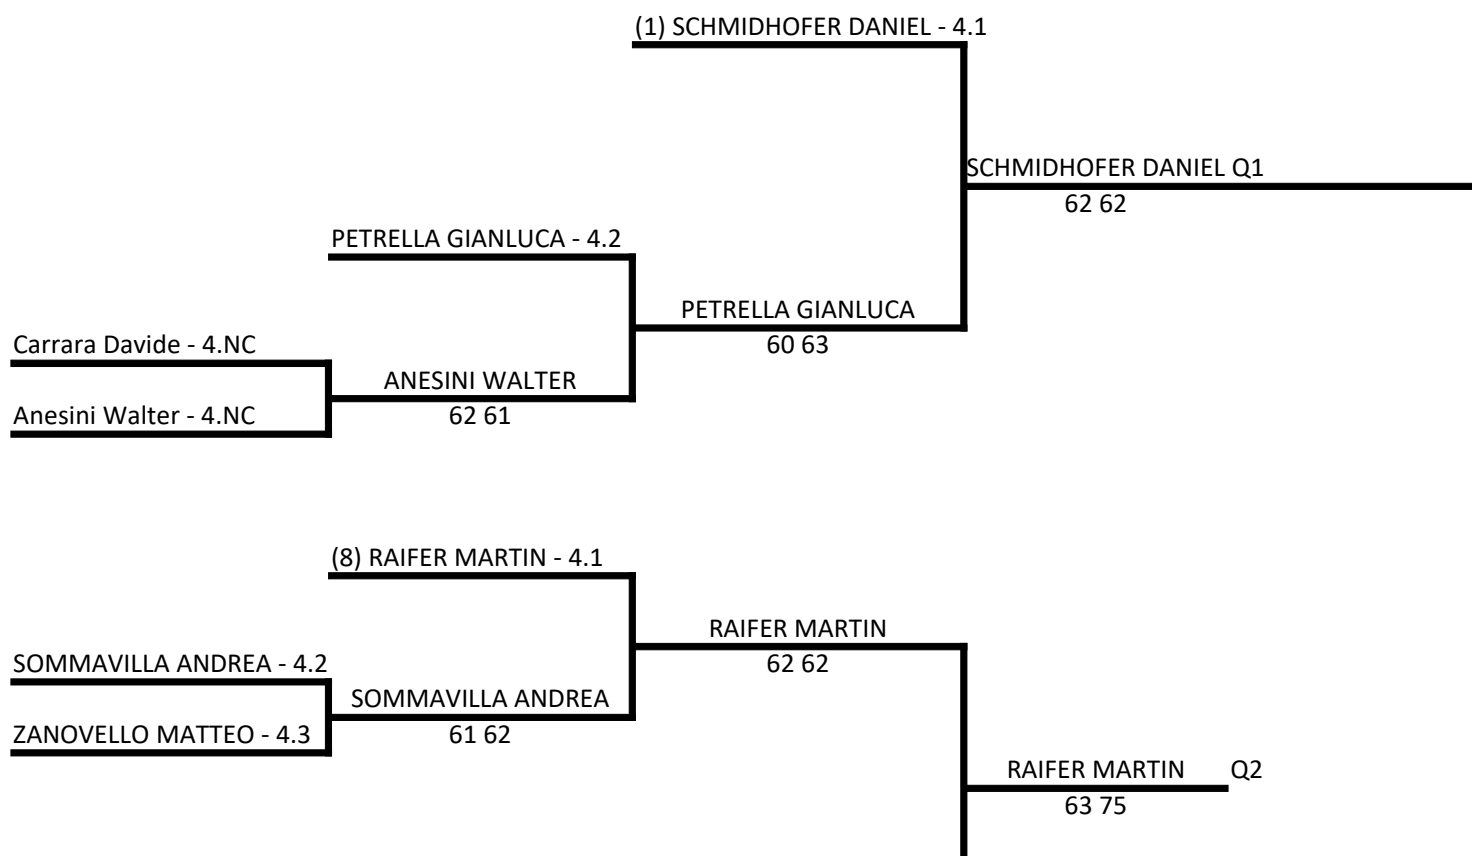 (1) SCHMIDHOFER DANIEL - 4.1
SCHMIDHOFER DANIEL Q1
62 62
PETRELLA GIANLUCA - 4.2
PETRELLA GIANLUCA
60 63
Carrara Davide - 4.NC
ANESINI WALTER
62 61
Anesini Walter - 4.NC
(8) RAIFER MARTIN - 4.1
RAIFER MARTIN
62 62
SOMMAVILLA ANDREA - 4.2
SOMMAVILLA ANDREA
61 62
ZANOVELLO MATTEO - 4.3
RAIFER MARTIN Q2
63 75